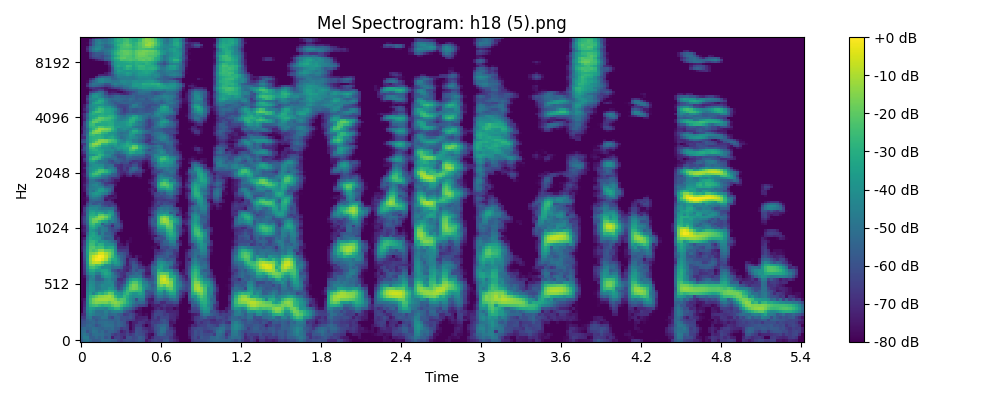 Mel Spectrogram: h18 (5).png
+0 dB
8192
-10 dB
4096
-20 dB
-30 dB
2048
Hz
-40 dB
1024
-50 dB
512
-60 dB
-70 dB
0
-80 dB
0 0.6 1.2 1.8 2.4 3 3.6 4.2 4.8 5.4
Time